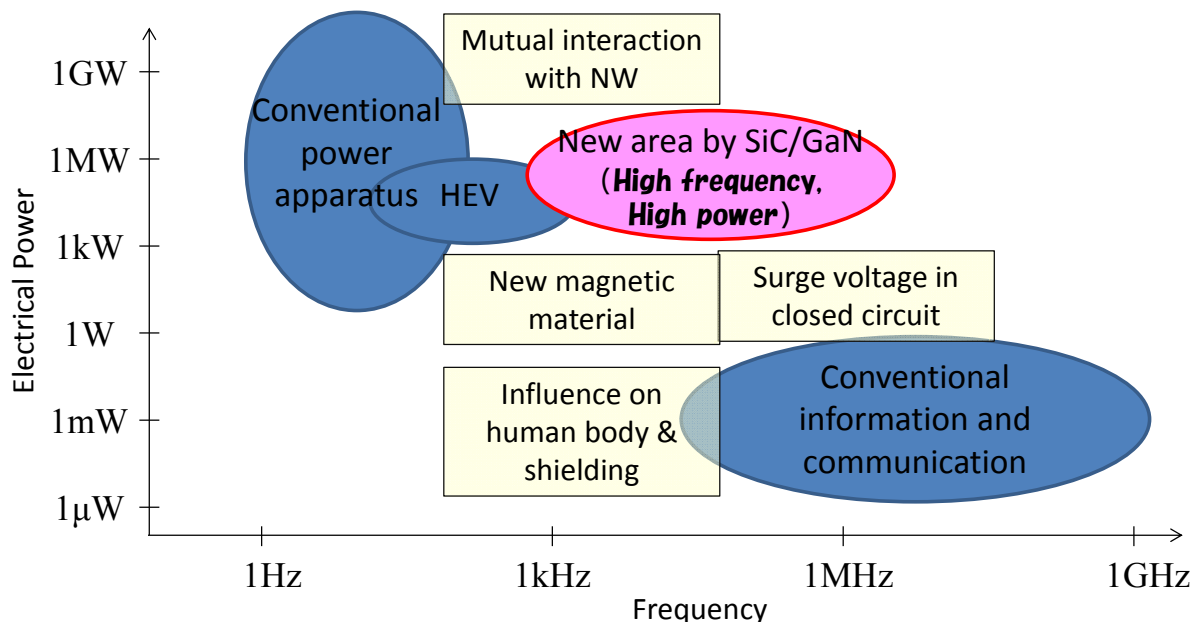 Electrical Power
1GW
1MW
1kW
1W
1mW
1μW
Conventional
power
apparatus
HEV
Mutual interaction
with NW
New area by SiC/GaN
(High frequency,
High power)
New magnetic
material
Surge voltage in
closed circuit
Influence on
human body &
shielding
Conventional
information and
communication
1Hz
1kHz
1MHz
1GHz
Frequency